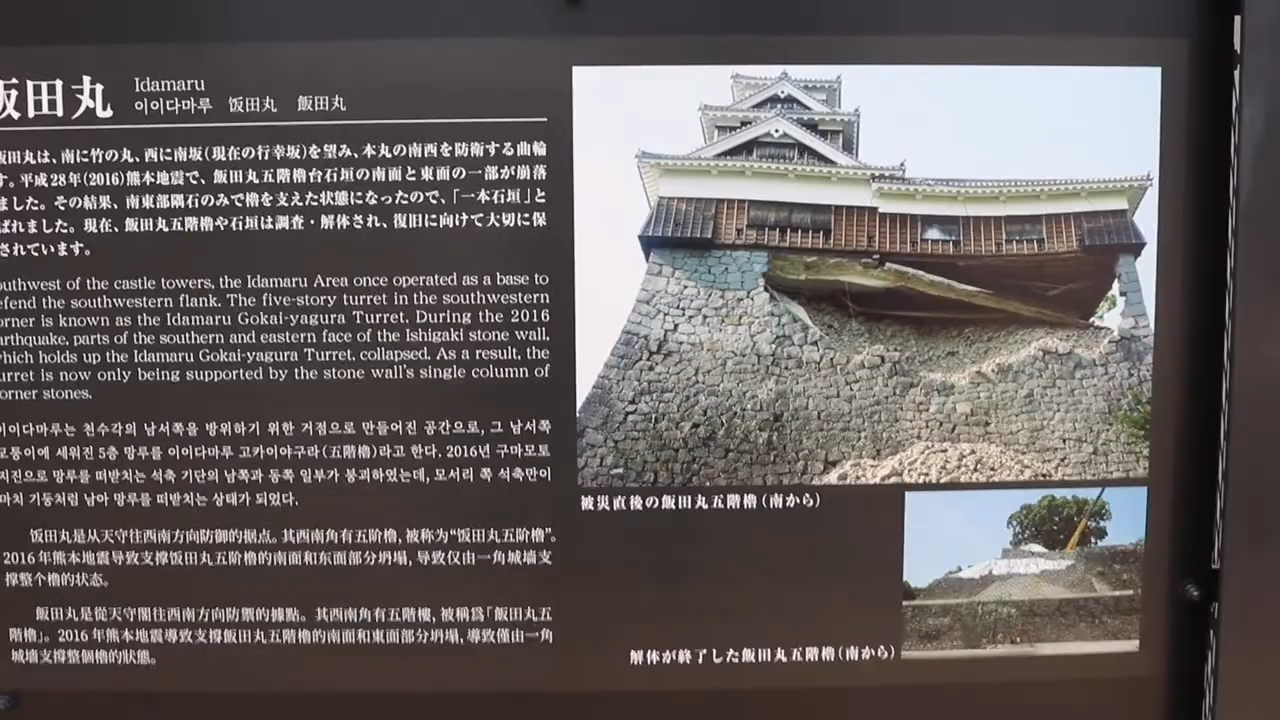 飯田丸
Idamaru
이이다마루 饭田丸 飯田丸
飯田丸は、南に竹の丸、西に南坂(現在の行幸坂)を望み、本丸の南西を防衛する曲輪
す。平成28年(2016)熊本地震で、飯田丸五階櫓台石垣の南面と東面の一部が崩落
ました。その結果、南東部隅石のみで櫓を支えた状態になったので、「一本石垣」と
ばれました。現在、飯田丸五階櫓や石垣は調査・解体され、復旧に向けて大切に保
されています。
outhwest of the castle towers, the Idamaru Area once operated as a base to
efend the southwestern flank. The five-story turret in the southwestern
orner is known as the Idamaru Gokai-yagura Turret. During the 2016
arthquake, parts of the southern and eastern face of the Ishigaki stone wall,
which holds up the Idamaru Gokai-yagura Turret, collapsed. As a result, the
urret is now only being supported by the stone wall's single column of
orner stones.
이이다마루는 천수각의 남서쪽을 방위하기 위한 거점으로 만들어진 공간으로, 그 남서쪽
모퉁이에 세워진 5층 망루를 이이다마루 고카이야구라(五階櫓)라고 한다. 2016년 구마모토
지진으로 망루를 떠받치는 석축 기단의 남쪽과 동쪽 일부가 붕괴하였는데, 모서리 쪽 석축만이
마치 기둥처럼 남아 망루를 떠받치는 상태가 되었다.
饭田丸是从天守往西南方向防御的据点。其西南角有五阶橹, 被称为“饭田丸五阶橹”。
2016年熊本地震导致支撑饭田丸五阶橹的南面和东面部分坍塌, 导致仅由一角城墙支
撑整个橹的状态。
飯田丸是從天守閣往西南方向防禦的據點。其西南角有五階樓, 被稱爲「飯田丸五
階櫓」。2016年熊本地震導致支撐飯田丸五階櫓的南面和東面部分坍塌, 導致僅由一角
城墙支撐整個櫓的狀態。
被災直後の飯田丸五階櫓(南から)
解体が終了した飯田丸五階櫓(南から)